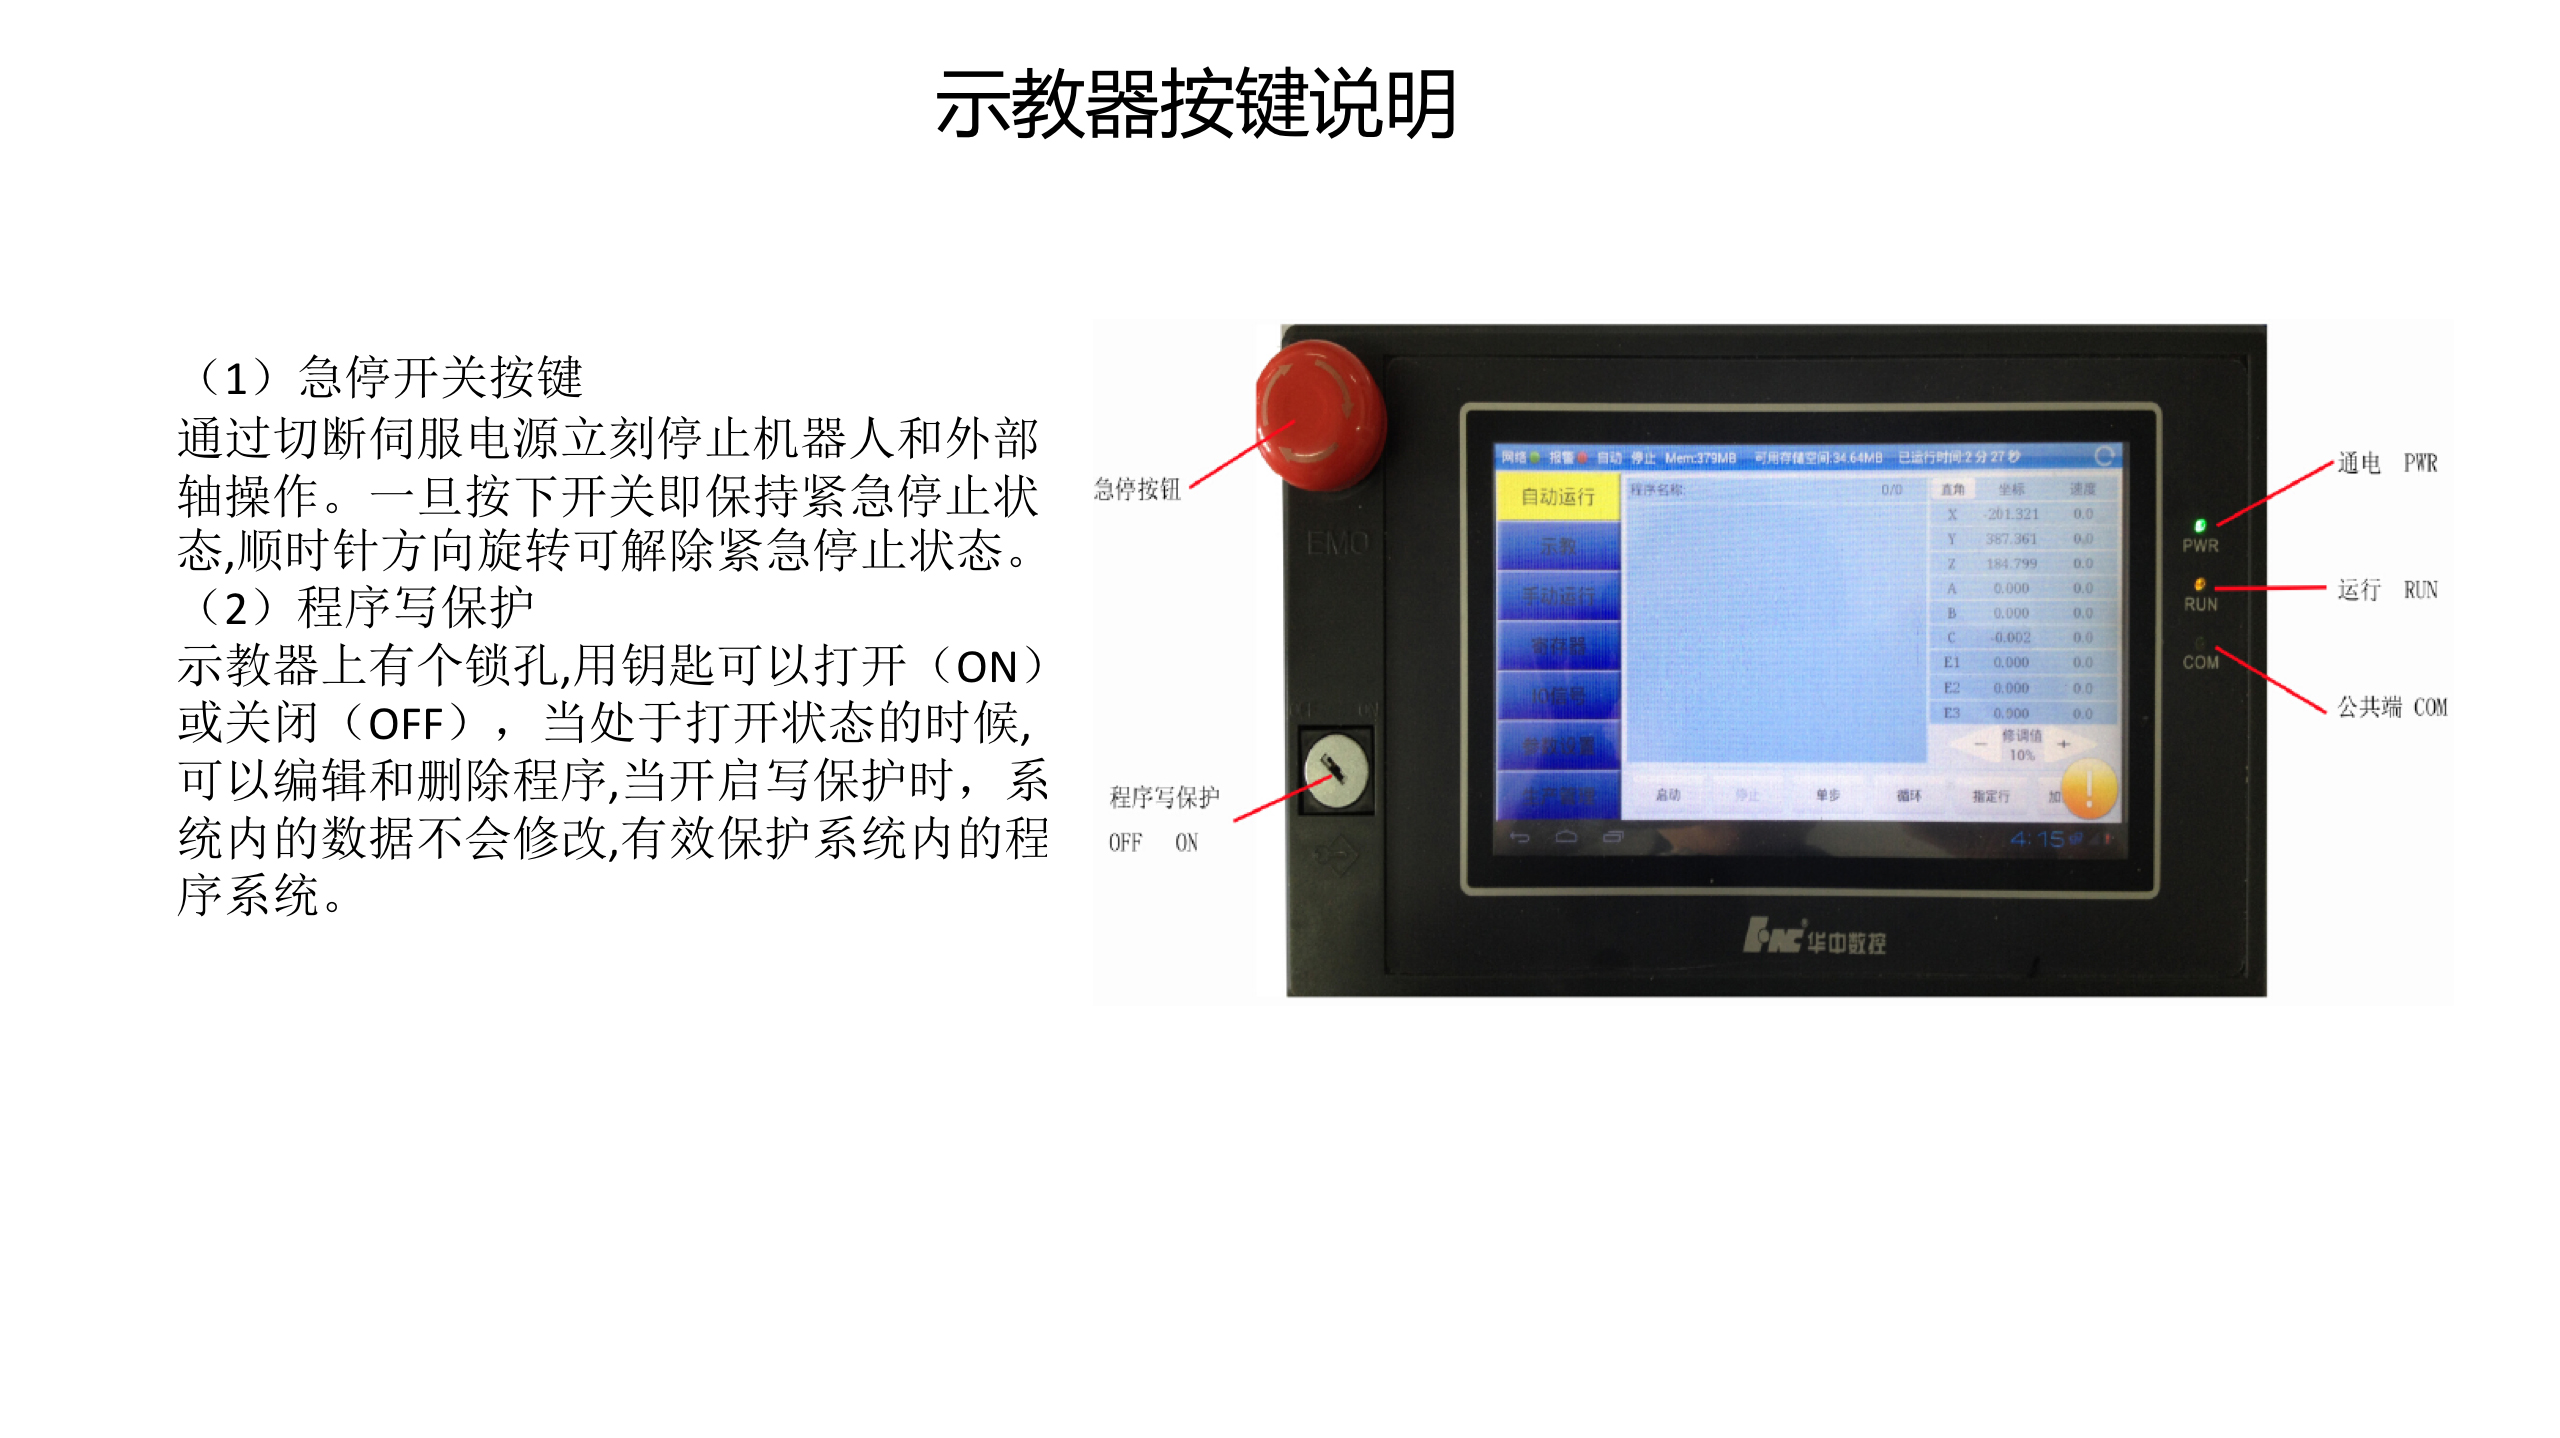 示教器按键说明
（1）急停开关按键
通过切断伺服电源立刻停止机器人和外部
轴操作。一旦按下开关即保持紧急停止状
态,顺时针方向旋转可解除紧急停止状态。
（2）程序写保护
示教器上有个锁孔,用钥匙可以打开（ON）
或关闭（OFF），当处于打开状态的时候,
可以编辑和删除程序,当开启写保护时，系
统内的数据不会修改,有效保护系统内的程
序系统。
急停按钮
EMO
OFF ON
程序写保护
OFF ON
网络 报警 自动 停止 Mem:379MB 可用存储空间:34.64MB 已运行时间:2 分 27 秒
自动运行
示教
手动运行
寄存器
IO信号
参数设置
生产管理
程序名称: 0/0
直角 坐标 速度
X -201.321 0.0
Y 387.361 0.0
Z 184.799 0.0
A 0.000 0.0
B 0.000 0.0
C -0.002 0.0
E1 0.000 0.0
E2 0.000 0.0
E3 0.000 0.0
－ 修调值 ＋
10%
启动 停止 单步 循环 指定行 加
4:15
华中数控
PWR
RUN
COM
通电 PWR
运行 RUN
公共端 COM